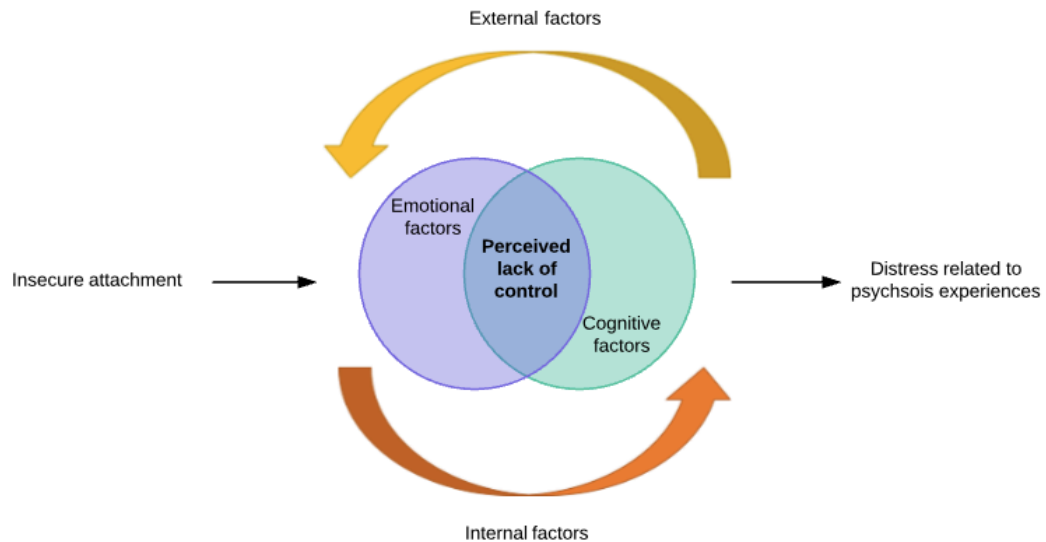 External factors
Emotional
factors
Perceived
lack of
control
Insecure attachment
Distress related to
psychsois experiences
Cognitive
factors
Internal factors